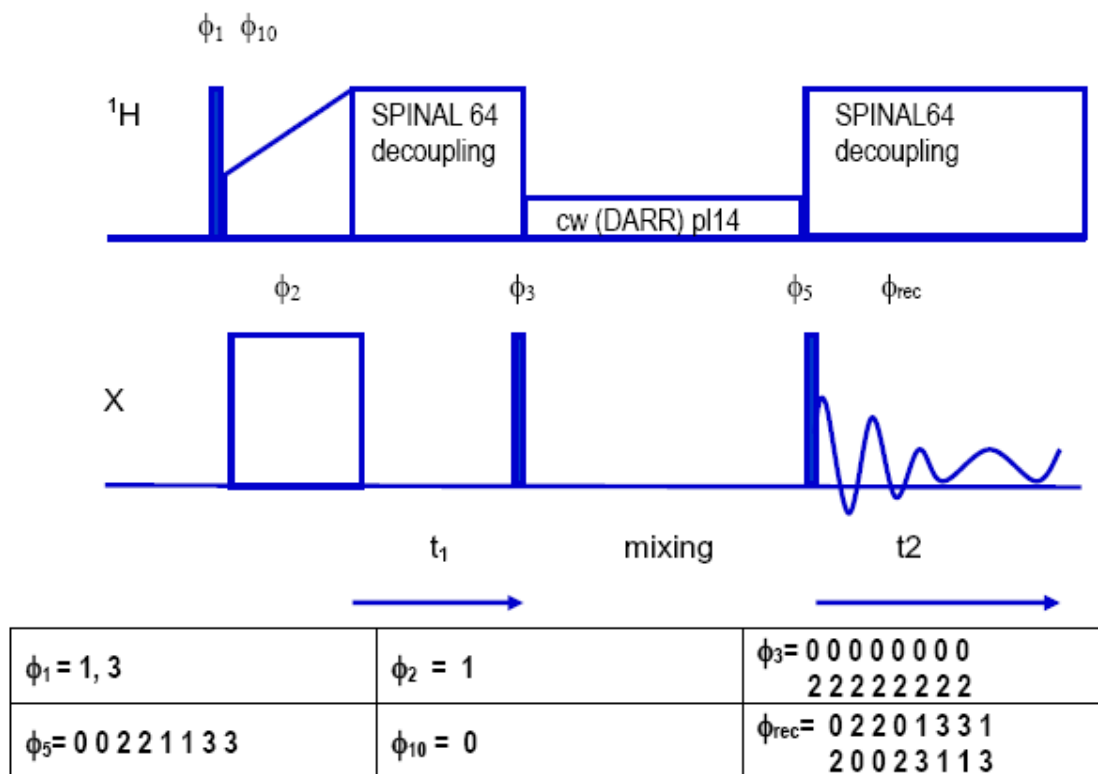 ϕ1 ϕ10
¹H
SPINAL 64
decoupling
SPINAL64
decoupling
cw (DARR) pl14
ϕ2
ϕ3
ϕ5
ϕrec
X
t₁
mixing
t2
ϕ1 = 1, 3
ϕ2 = 1
ϕ3= 0 0 0 0 0 0 0 0
2 2 2 2 2 2 2 2
ϕ5= 0 0 2 2 1 1 3 3
ϕ10 = 0
ϕrec= 0 2 2 0 1 3 3 1
2 0 0 2 3 1 1 3